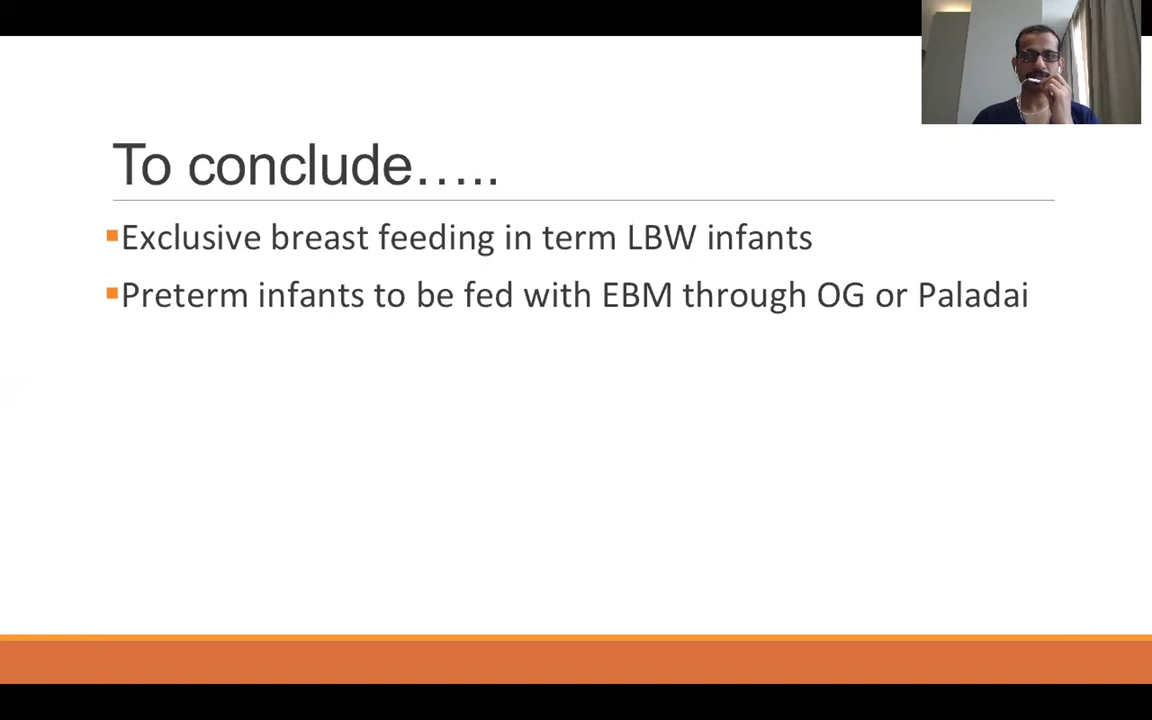 To conclude…..
▪Exclusive breast feeding in term LBW infants
▪Preterm infants to be fed with EBM through OG or Paladai